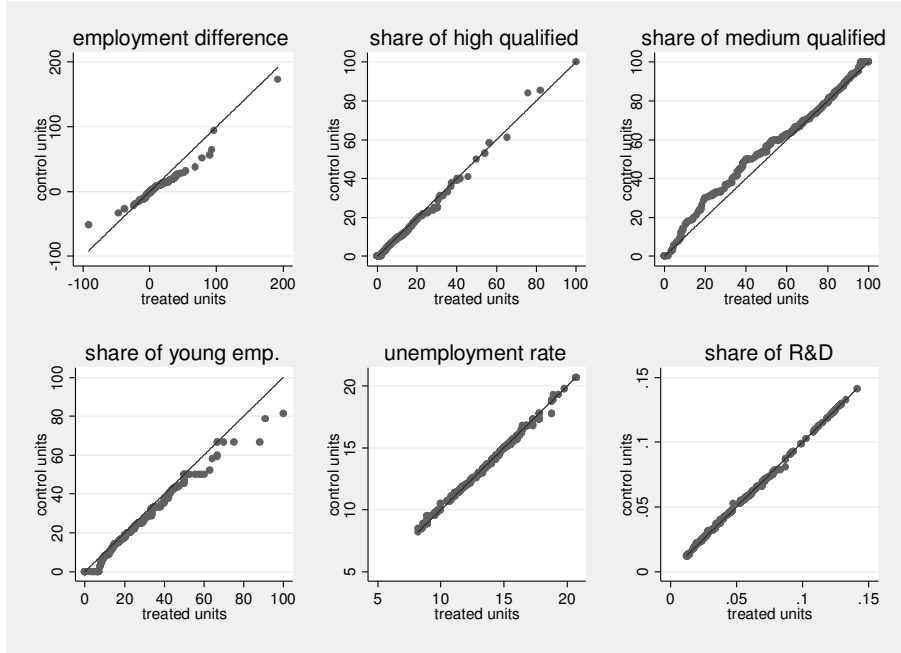 employment difference
control units
-100 0 100 200
-100 0 100 200
treated units
share of high qualified
control units
0 20 40 60 80 100
0 20 40 60 80 100
treated units
share of medium qualified
control units
0 20 40 60 80 100
0 20 40 60 80 100
treated units
share of young emp.
control units
0 20 40 60 80 100
0 20 40 60 80 100
treated units
unemployment rate
control units
5 10 15 20
5 10 15 20
treated units
share of R&D
control units
0 .05 .1 .15
0 .05 .1 .15
treated units